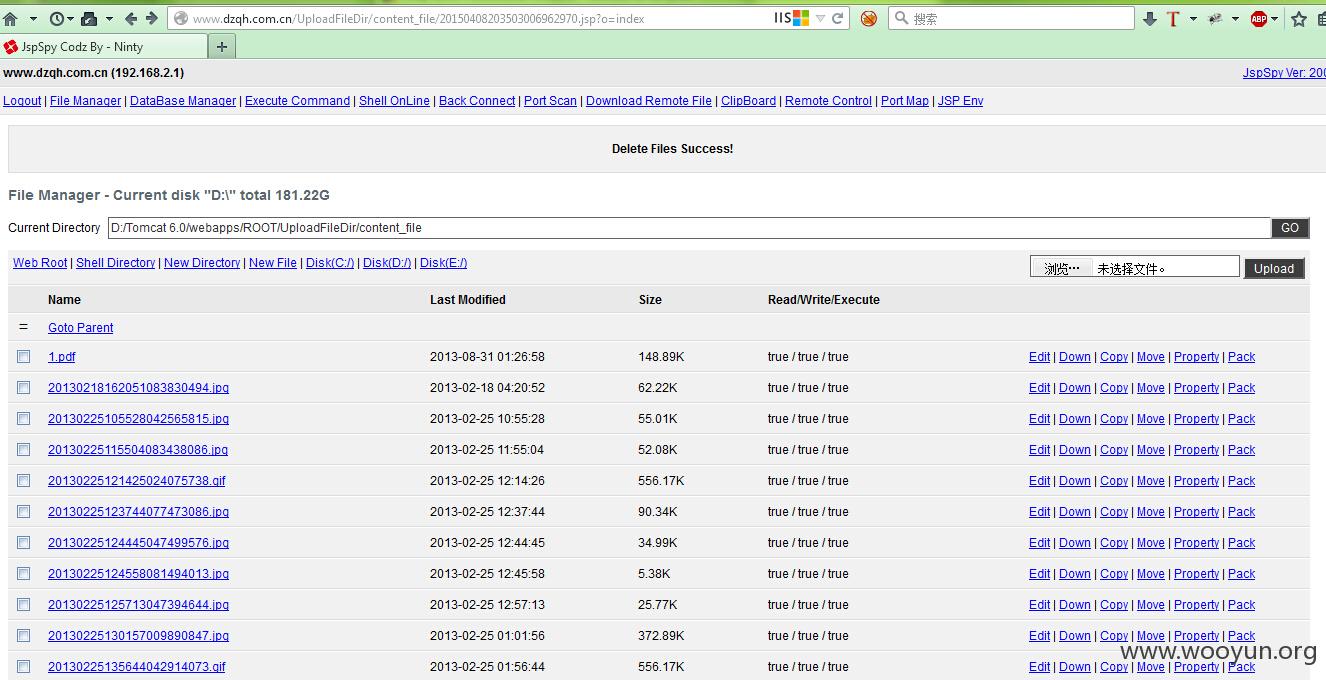 www.dzqh.com.cn/UploadFileDir/content_file/20150408203503006962970.jsp?o=index IIS 搜索 T ABP
JspSpy Codz By - Ninty +
www.dzqh.com.cn (192.168.2.1) JspSpy Ver: 200
Logout | File Manager | DataBase Manager | Execute Command | Shell OnLine | Back Connect | Port Scan | Download Remote File | ClipBoard | Remote Control | Port Map | JSP Env
Delete Files Success!
File Manager - Current disk "D:\" total 181.22G
Current Directory D:/Tomcat 6.0/webapps/ROOT/UploadFileDir/content_file GO
Web Root | Shell Directory | New Directory | New File | Disk(C:/) | Disk(D:/) | Disk(E:/) 浏览… 未选择文件。 Upload
Name Last Modified Size Read/Write/Execute
= Goto Parent
1.pdf 2013-08-31 01:26:58 148.89K true / true / true Edit | Down | Copy | Move | Property | Pack
20130218162051083830494.jpg 2013-02-18 04:20:52 62.22K true / true / true Edit | Down | Copy | Move | Property | Pack
20130225105528042565815.jpg 2013-02-25 10:55:28 55.01K true / true / true Edit | Down | Copy | Move | Property | Pack
20130225115504083438086.jpg 2013-02-25 11:55:04 52.08K true / true / true Edit | Down | Copy | Move | Property | Pack
20130225121425024075738.gif 2013-02-25 12:14:26 556.17K true / true / true Edit | Down | Copy | Move | Property | Pack
20130225123744077473086.jpg 2013-02-25 12:37:44 90.34K true / true / true Edit | Down | Copy | Move | Property | Pack
20130225124445047499576.jpg 2013-02-25 12:44:45 34.99K true / true / true Edit | Down | Copy | Move | Property | Pack
20130225124558081494013.jpg 2013-02-25 12:45:58 5.38K true / true / true Edit | Down | Copy | Move | Property | Pack
20130225125713047394644.jpg 2013-02-25 12:57:13 25.77K true / true / true Edit | Down | Copy | Move | Property | Pack
20130225130157009890847.jpg 2013-02-25 01:01:56 372.89K true / true / true Edit | Down | Copy | Move | Property | Pack
20130225135644042914073.gif 2013-02-25 01:56:44 556.17K true / true / true Edit | Down | Copy | Move | Property | Pack
www.wooyun.org